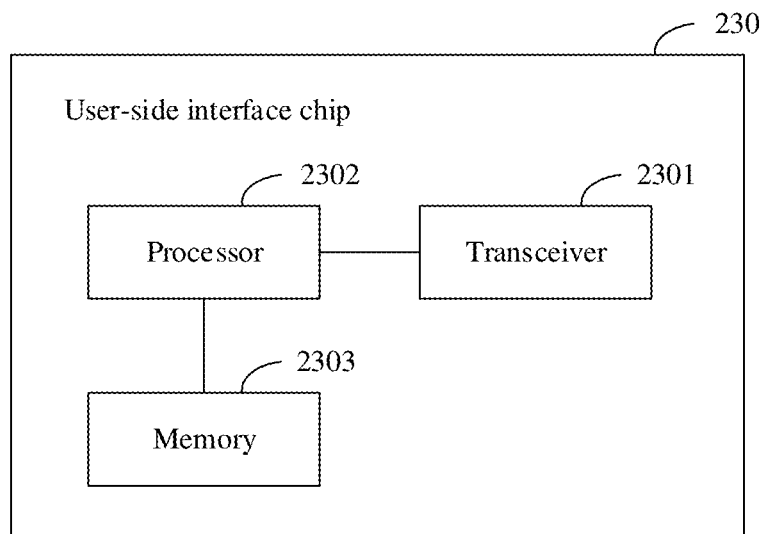 230
User-side interface chip
2302
2301
Processor
Transceiver
2303
Memory